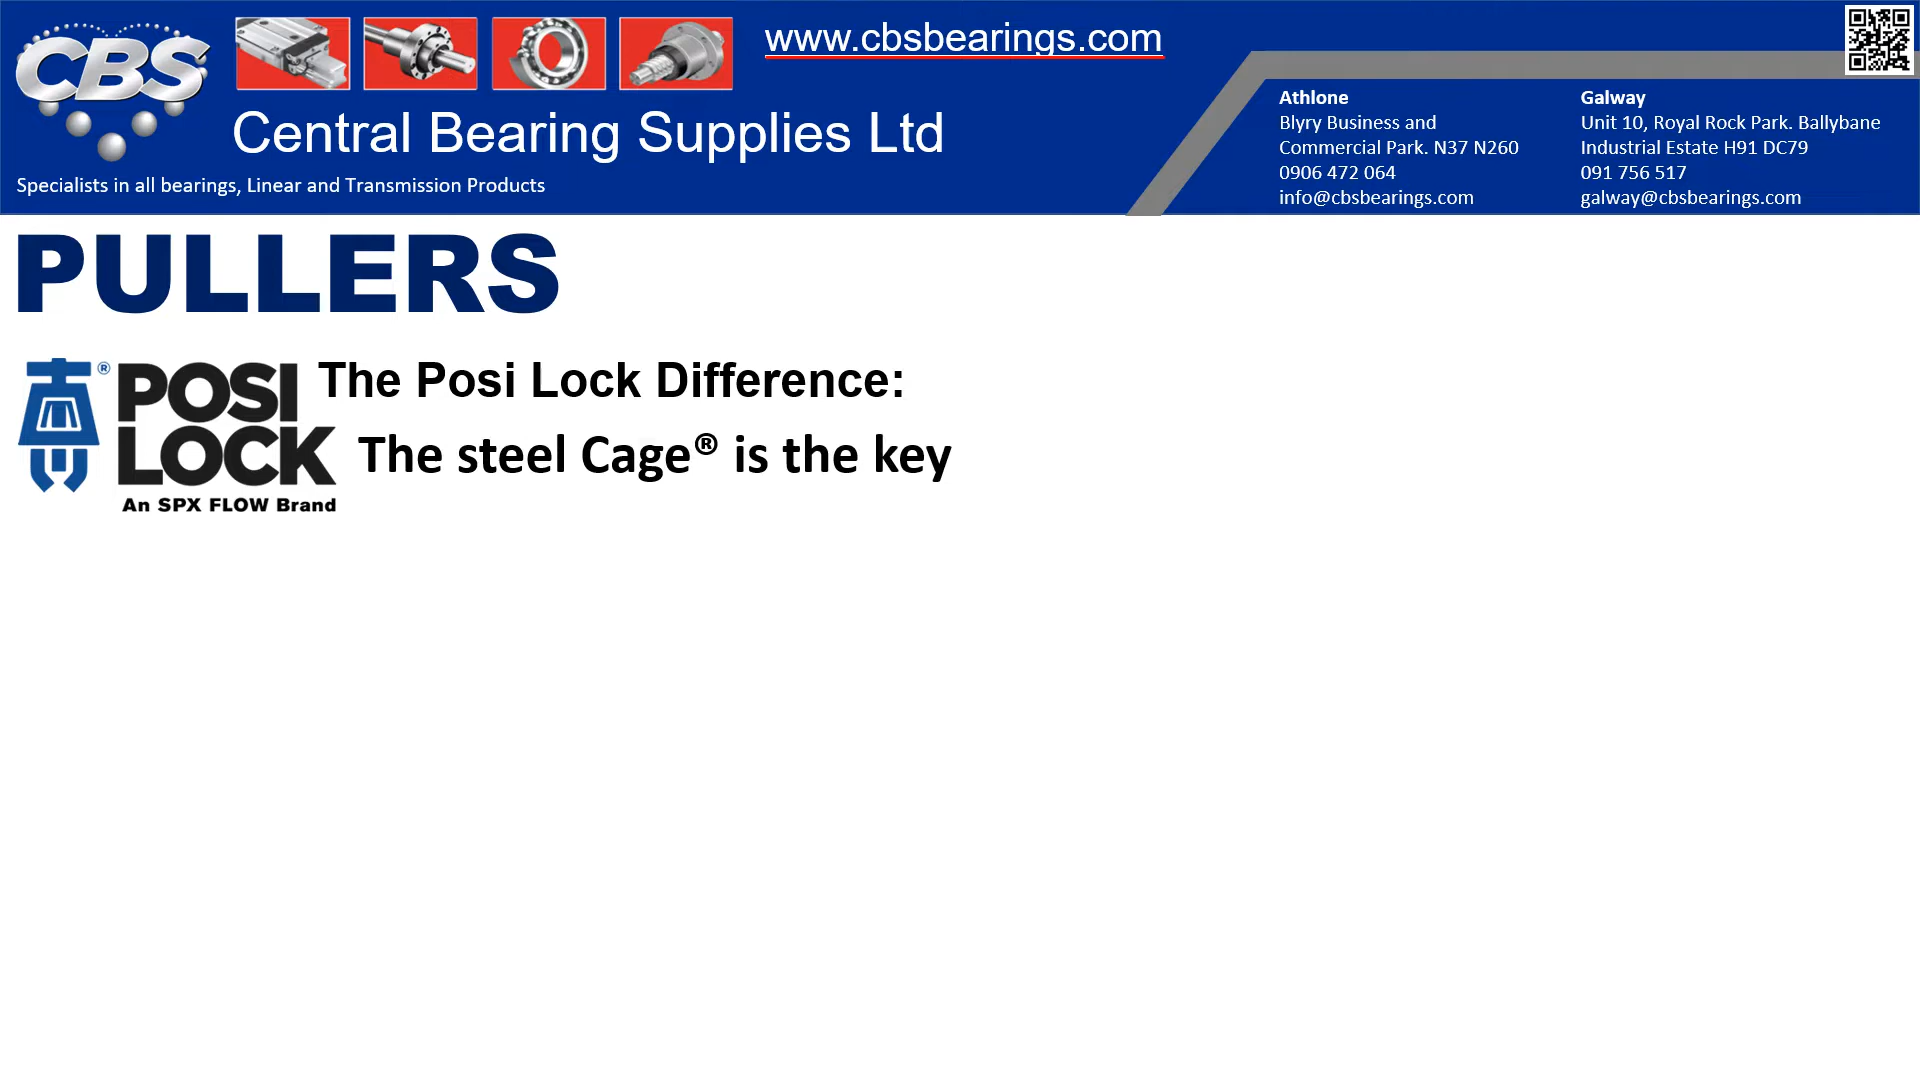 CBS
www.cbsbearings.com
Central Bearing Supplies Ltd
Specialists in all bearings, Linear and Transmission Products
Athlone
Blyry Business and
Commercial Park. N37 N260
0906 472 064
info@cbsbearings.com
Galway
Unit 10, Royal Rock Park. Ballybane
Industrial Estate H91 DC79
091 756 517
galway@cbsbearings.com
PULLERS
® POSI
LOCK
An SPX FLOW Brand
The Posi Lock Difference:
The steel Cage® is the key